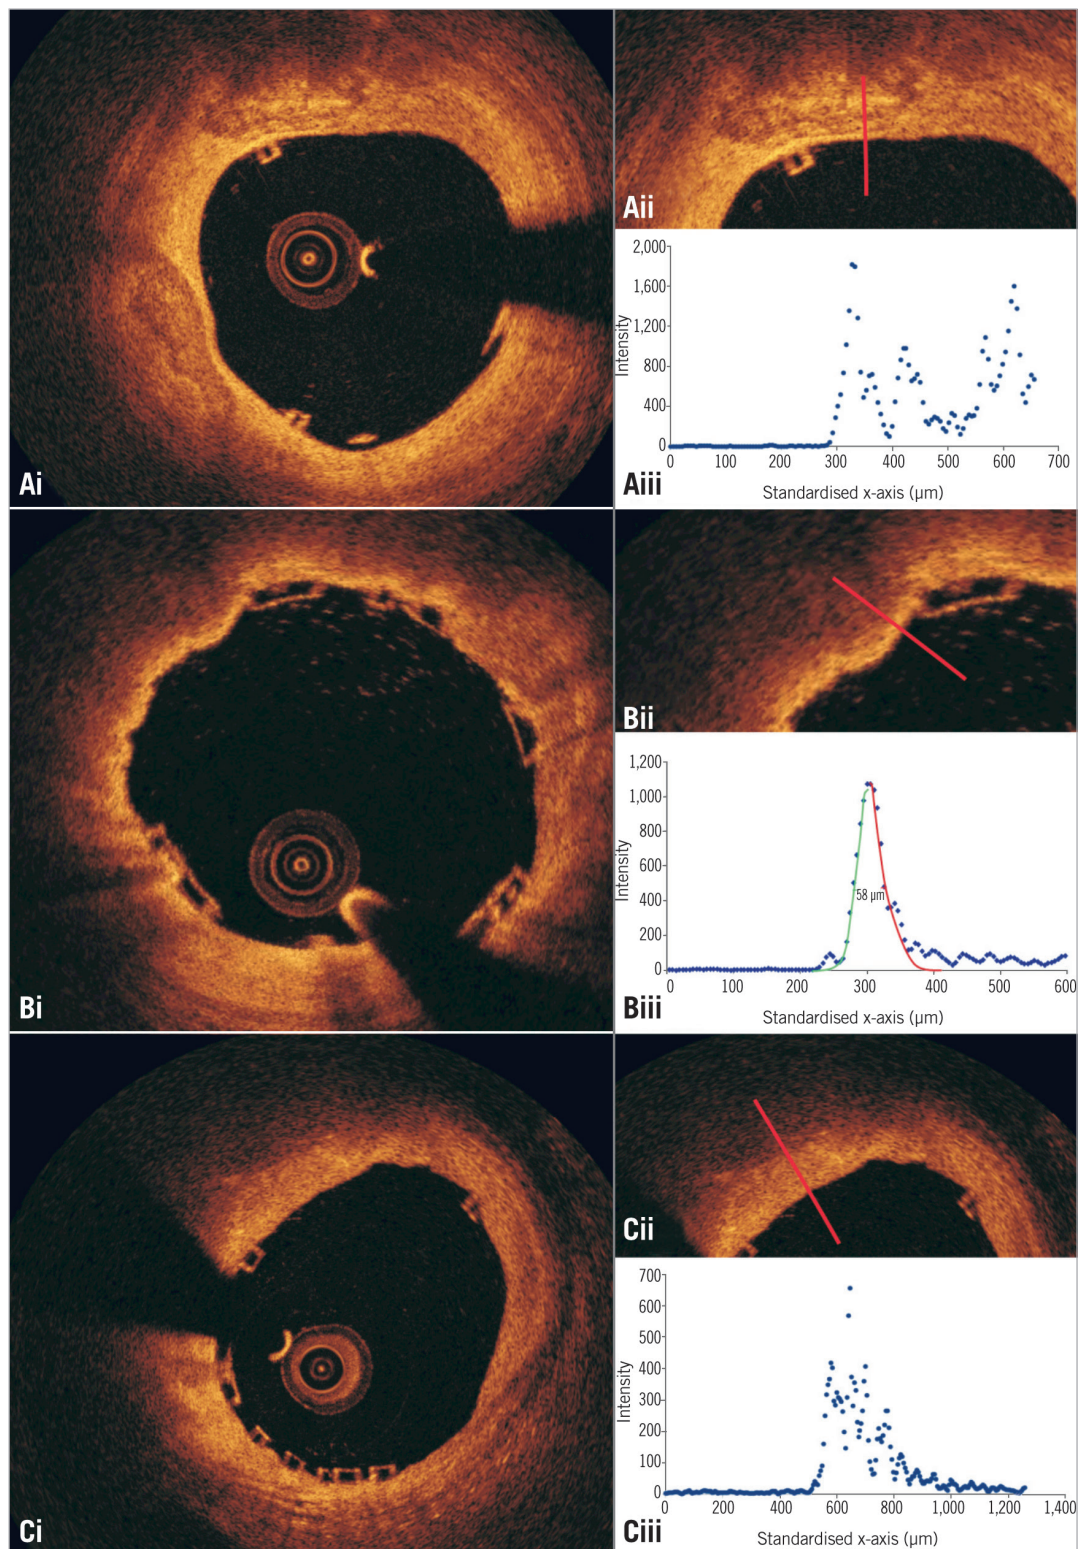 Ai
Aii
2,000
1,600
1,200
800
400
0
Intensity
0 100 200 300 400 500 600 700
Standardised x-axis (μm)
Aiii
Bi
Bii
1,200
1,000
800
600
400
200
0
Intensity
58 μm
0 100 200 300 400 500 600
Standardised x-axis (μm)
Biii
Ci
Cii
700
600
500
400
300
200
100
0
Intensity
0 200 400 600 800 1,000 1,200 1,400
Standardised x-axis (μm)
Ciii